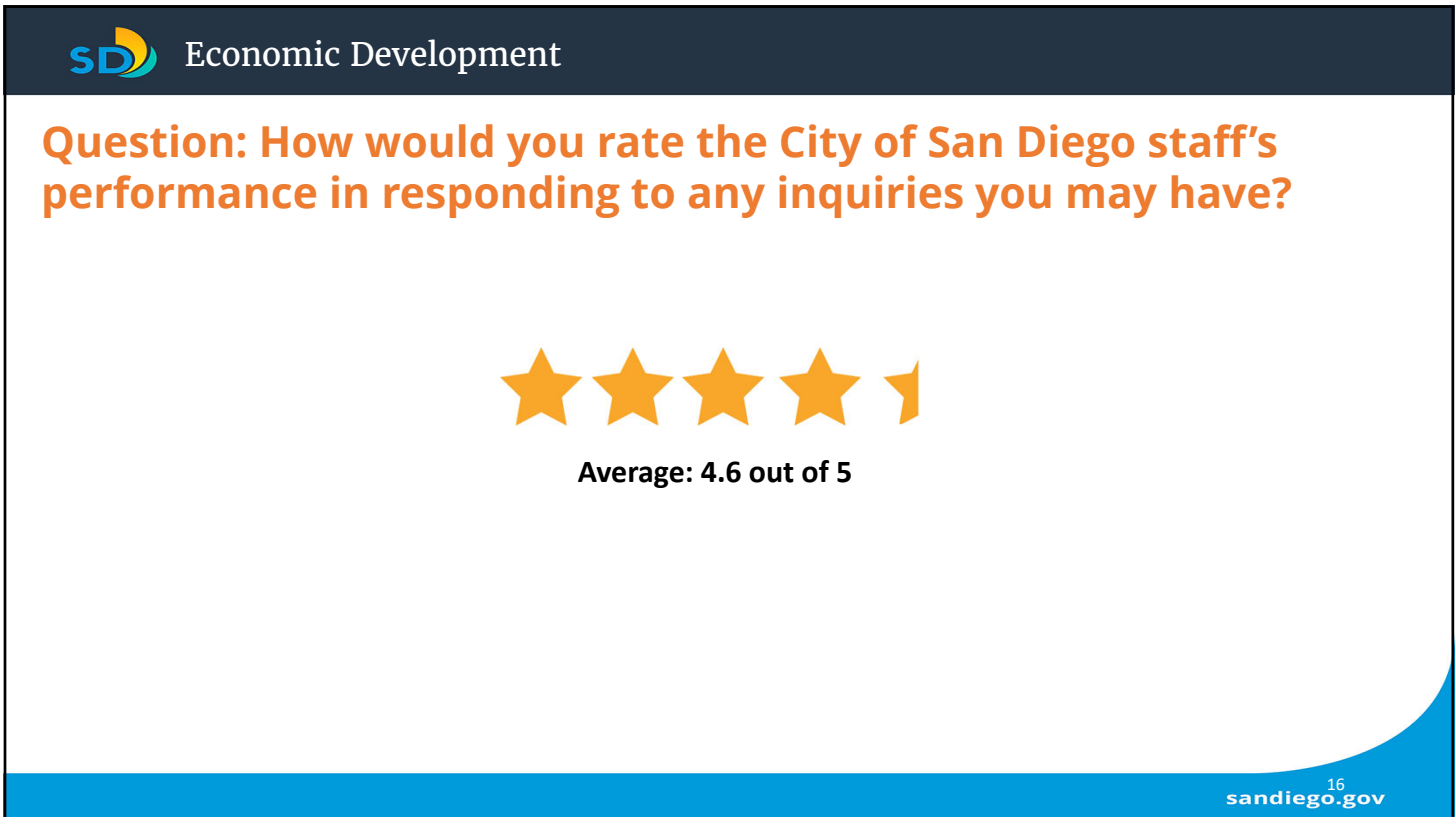 SD Economic Development
Question: How would you rate the City of San Diego staff’s
performance in responding to any inquiries you may have?
Average: 4.6 out of 5
16
sandiego.gov